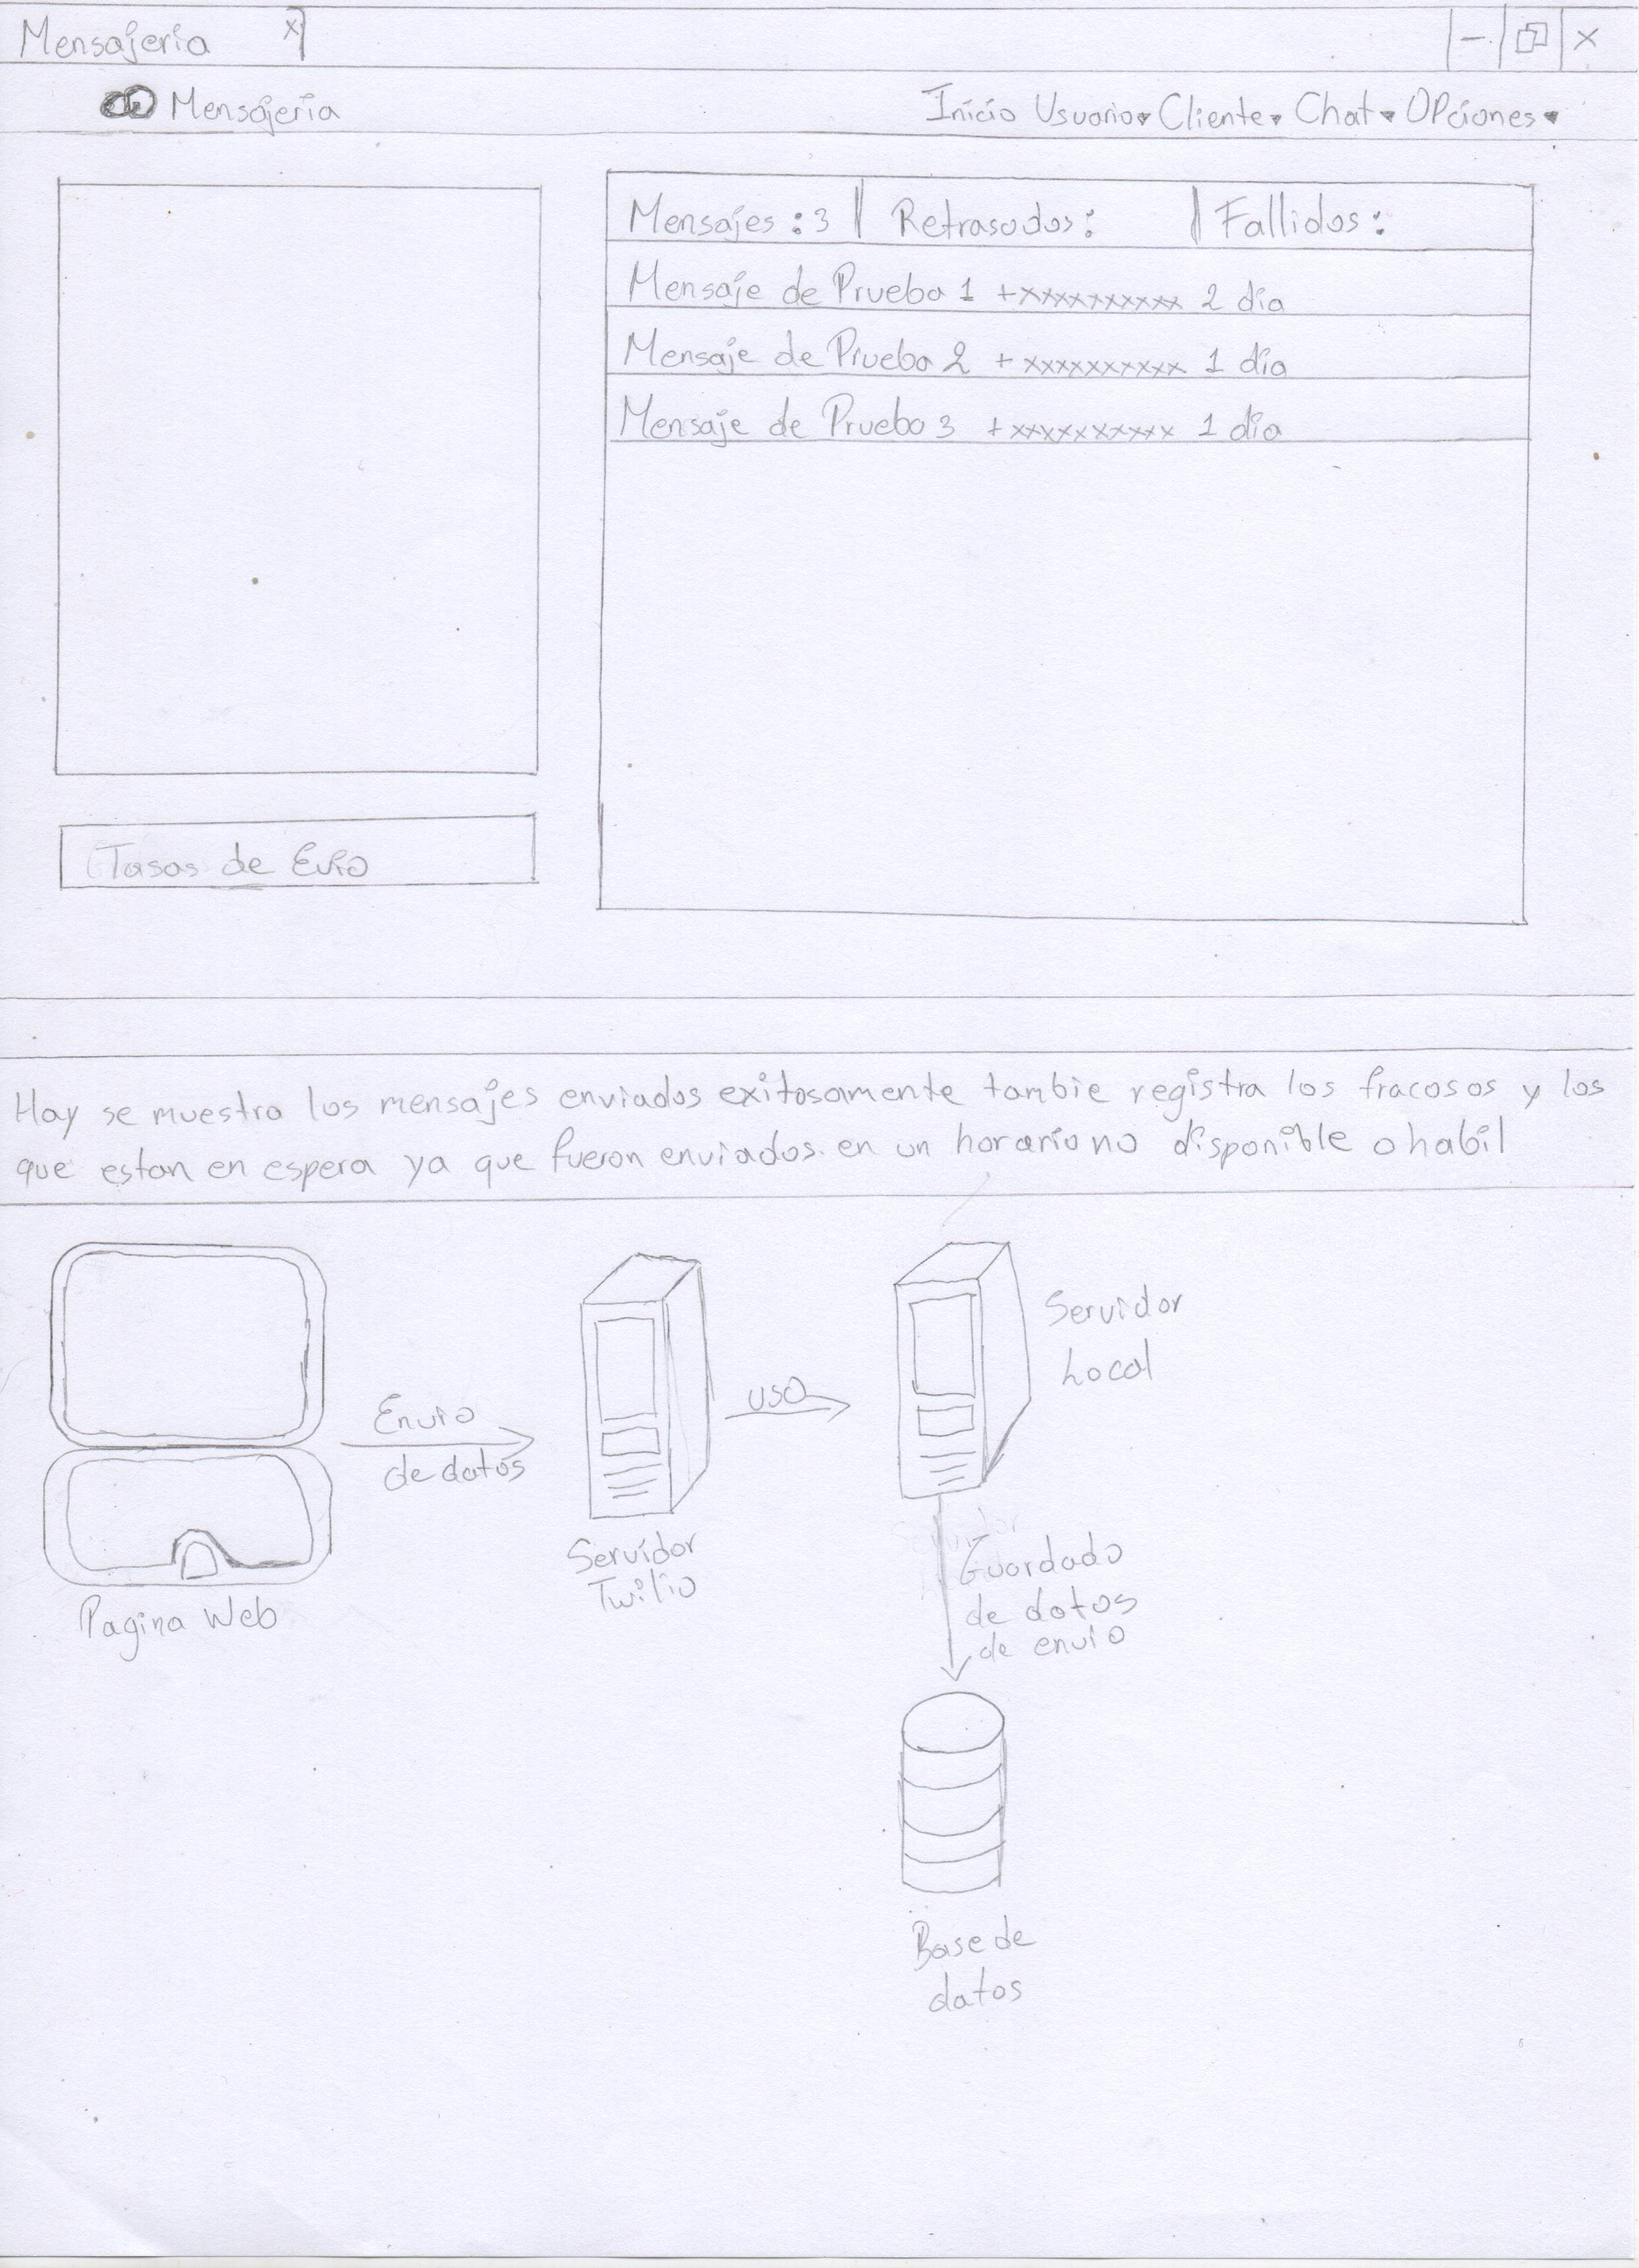 Mensajeria x
Mensajeria Inicio Usuario Cliente Chat OPciones
Mensajes : 3 | Retrasados: | Fallidos:
Mensaje de Prueba 1 +xxxxxxxxxx 2 dia
Mensaje de Prueba 2 +xxxxxxxxxx 1 dia
Mensaje de Prueba 3 +xxxxxxxxxx 1 dia
Tasas de Evio
Hay se muestra los mensajes enviados exitosamente tambie registra los fracasos y los
que estan en espera ya que fueron enviados en un horario no disponible o habil
Envio
de datos
Pagina Web
Servidor
Twilio
uso
Servidor
Local
Guardado
de datos
de envio
Base de
datos